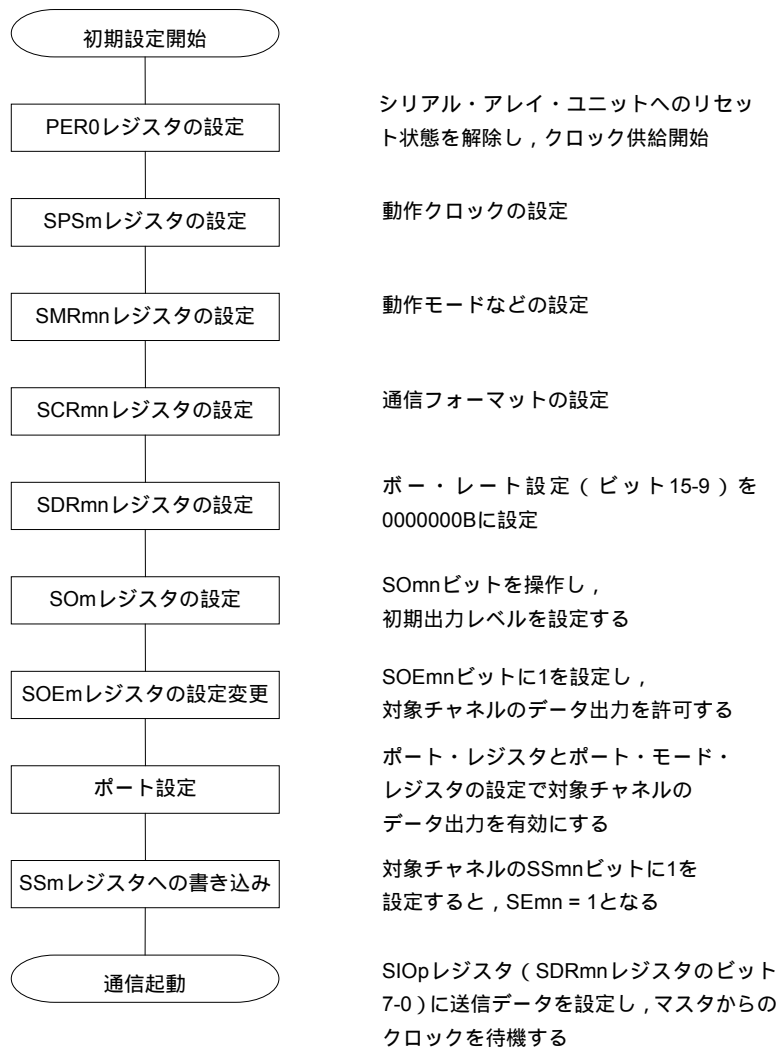 初期設定開始
PER0レジスタの設定
シリアル・アレイ・ユニットへのリセッ
ト状態を解除し，クロック供給開始
SPSmレジスタの設定
動作クロックの設定
SMRmnレジスタの設定
動作モードなどの設定
SCRmnレジスタの設定
通信フォーマットの設定
SDRmnレジスタの設定
ボー・レート設定（ビット15-9）を
0000000Bに設定
SOmレジスタの設定
SOmnビットを操作し，
初期出力レベルを設定する
SOEmレジスタの設定変更
SOEmnビットに1を設定し，
対象チャネルのデータ出力を許可する
ポート設定
ポート・レジスタとポート・モード・
レジスタの設定で対象チャネルの
データ出力を有効にする
SSmレジスタへの書き込み
対象チャネルのSSmnビットに1を
設定すると，SEmn = 1となる
通信起動
SIOpレジスタ（SDRmnレジスタのビット
7-0）に送信データを設定し，マスタからの
クロックを待機する